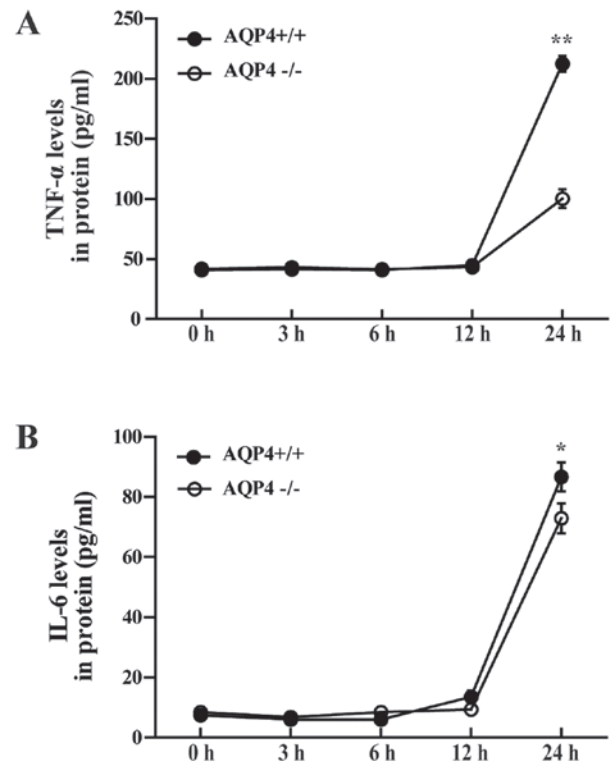 A
TNF-α levels
in protein (pg/ml)
250
200
150
100
50
0
AQP4+/+
AQP4 -/-
**
0 h 3 h 6 h 12 h 24 h
B
IL-6 levels
in protein (pg/ml)
100
80
60
40
20
0
AQP4+/+
AQP4 -/-
*
0 h 3 h 6 h 12 h 24 h